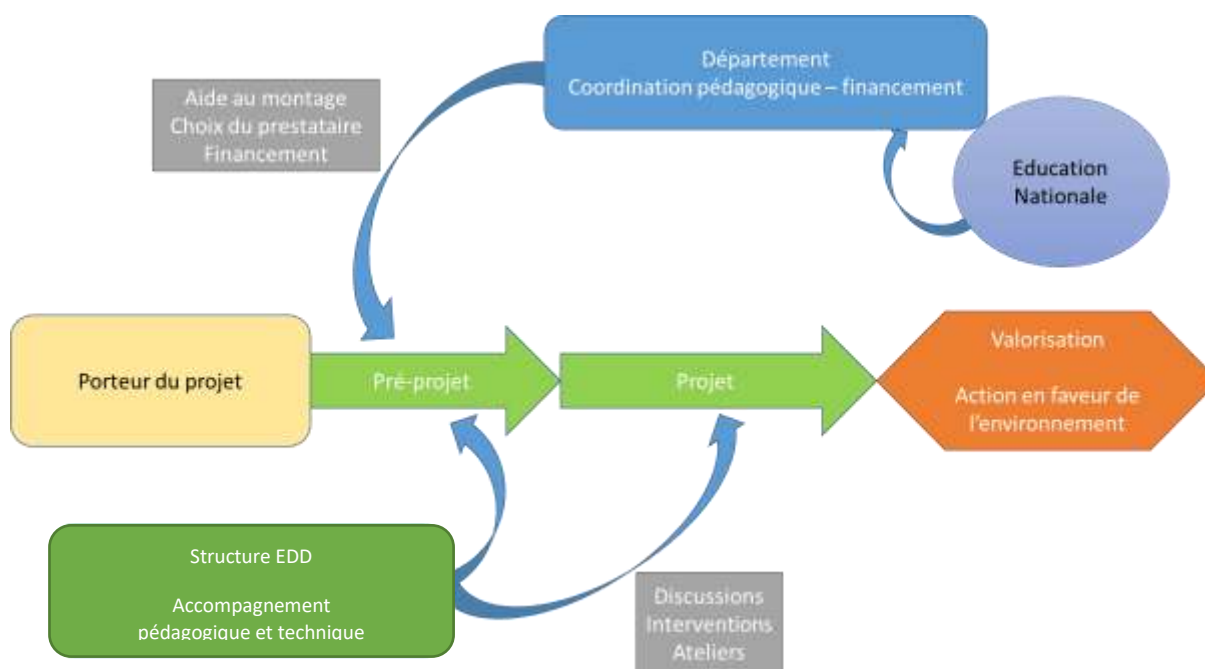 Département
Coordination pédagogique – financement
Aide au montage
Choix du prestataire
Financement
Education
Nationale
Porteur du projet
Pré-projet
Projet
Valorisation
Action en faveur de
l'environnement
Structure EDD
Accompagnement
pédagogique et technique
Discussions
Interventions
Ateliers